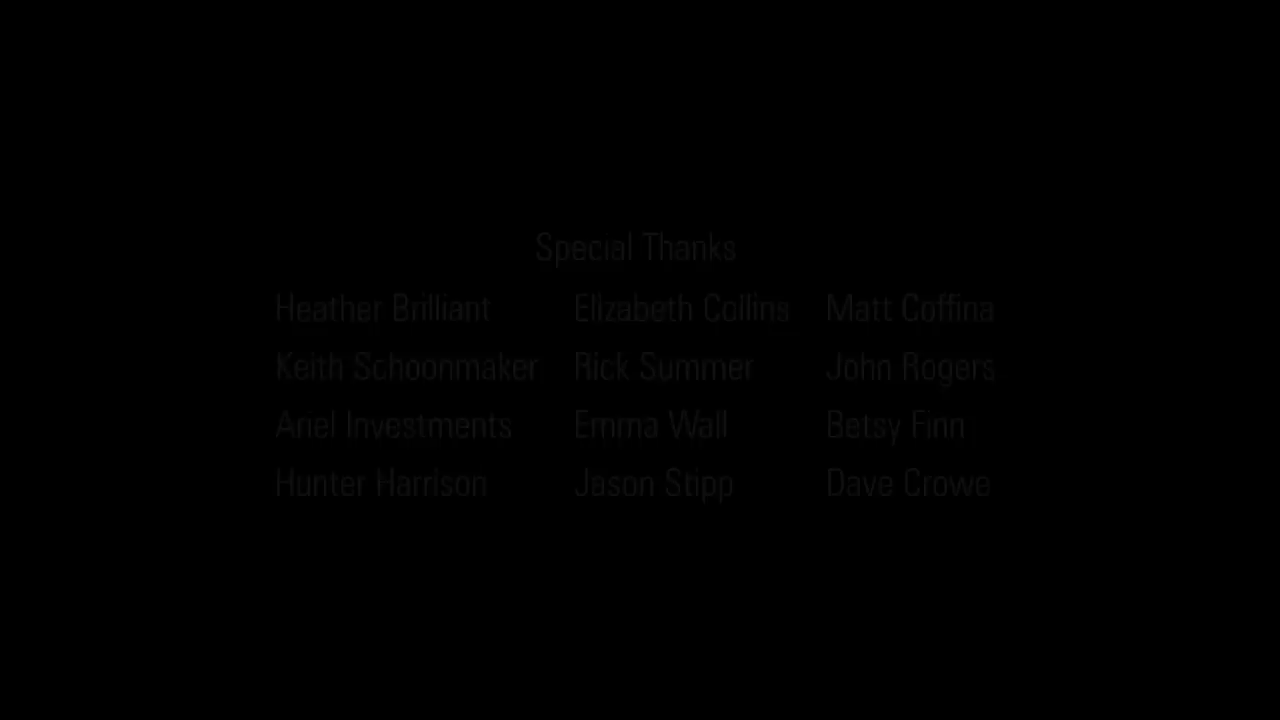 Special Thanks
Heather Brilliant Elizabeth Collins Matt Coffina
Keith Schoonmaker Rick Summer John Rogers
Ariel Investments Emma Wall Betsy Finn
Hunter Harrison Jason Stipp Dave Crowe